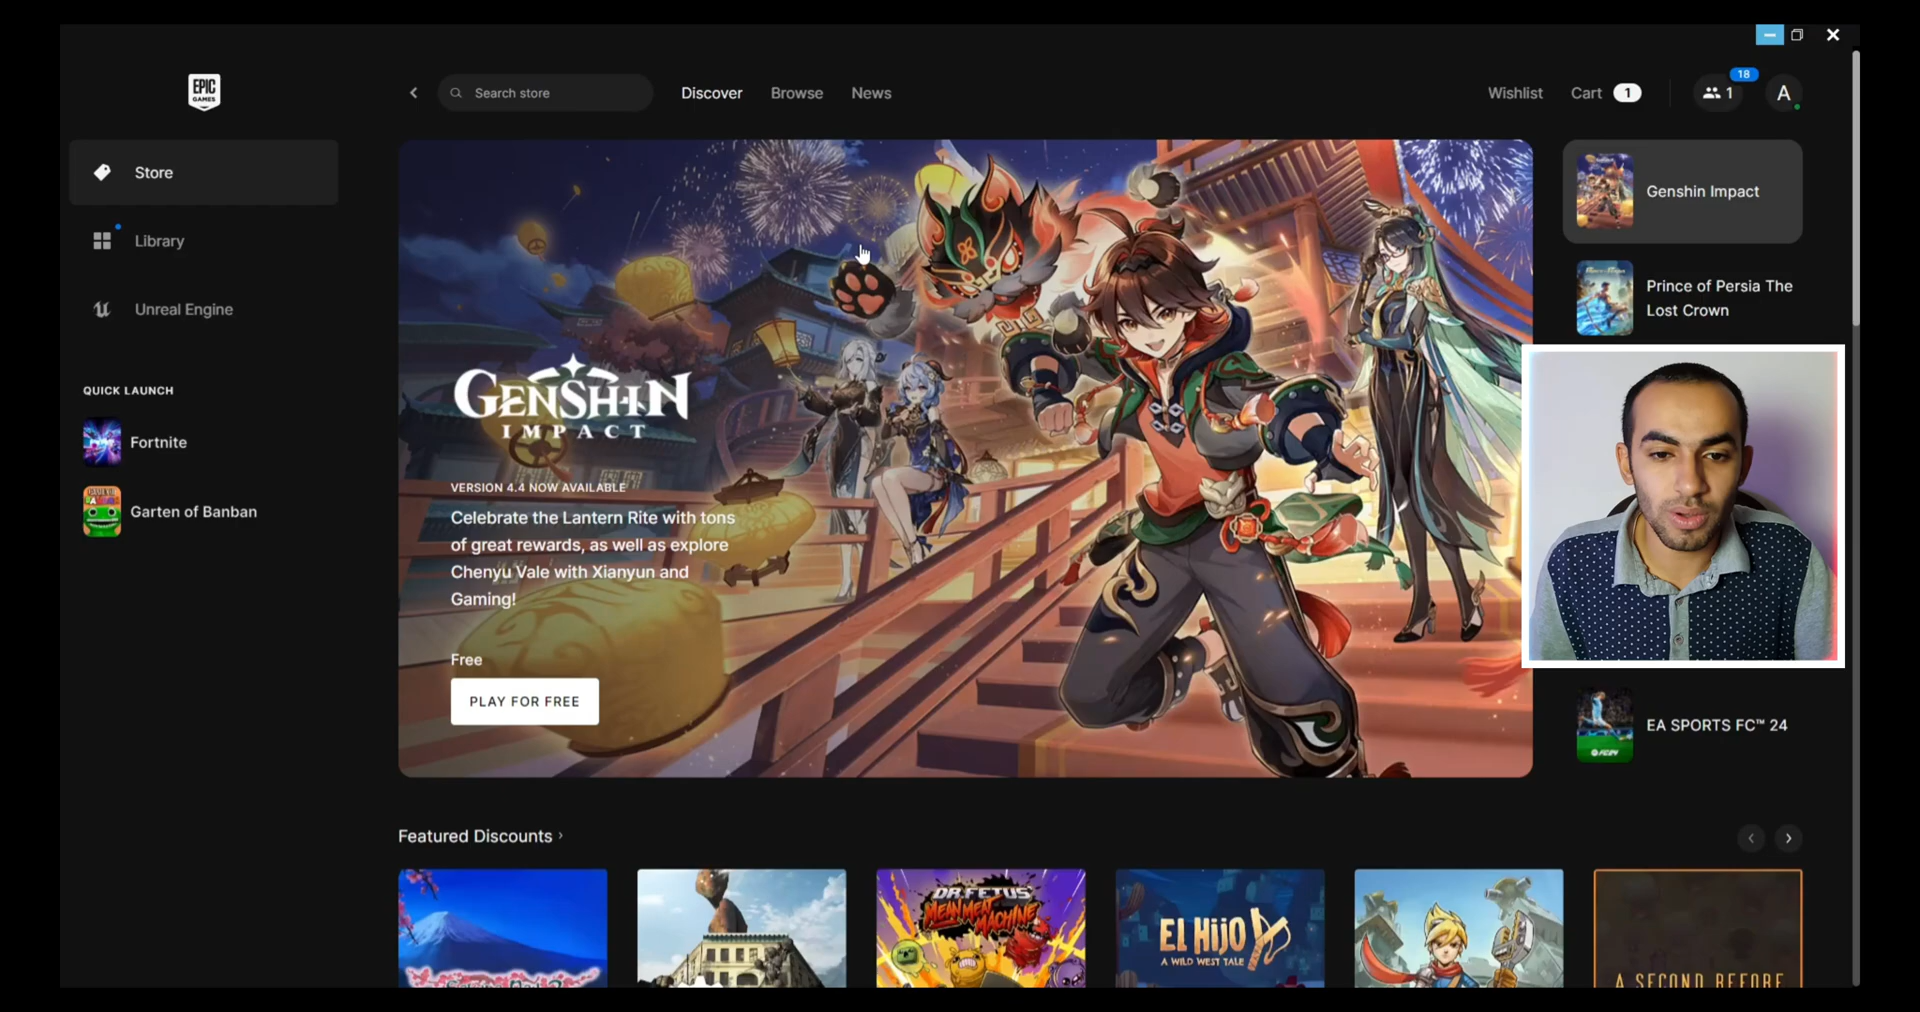 EPIC
GAMES
Search store
Discover
Browse
News
Wishlist
Cart
1
1
18
A
Store
Library
Unreal Engine
QUICK LAUNCH
Fortnite
Garten of Banban
GENSHIN
IMPACT
VERSION 4.4 NOW AVAILABLE
Celebrate the Lantern Rite with tons
of great rewards, as well as explore
Chenyu Vale with Xianyun and
Gaming!
Free
PLAY FOR FREE
Genshin Impact
Prince of Persia The
Lost Crown
EA SPORTS FC™ 24
Featured Discounts
DR. FETUS'
MEAN MEAT
MACHINE
EL HIJO
A WILD WEST TALE
A SECOND BEFORE